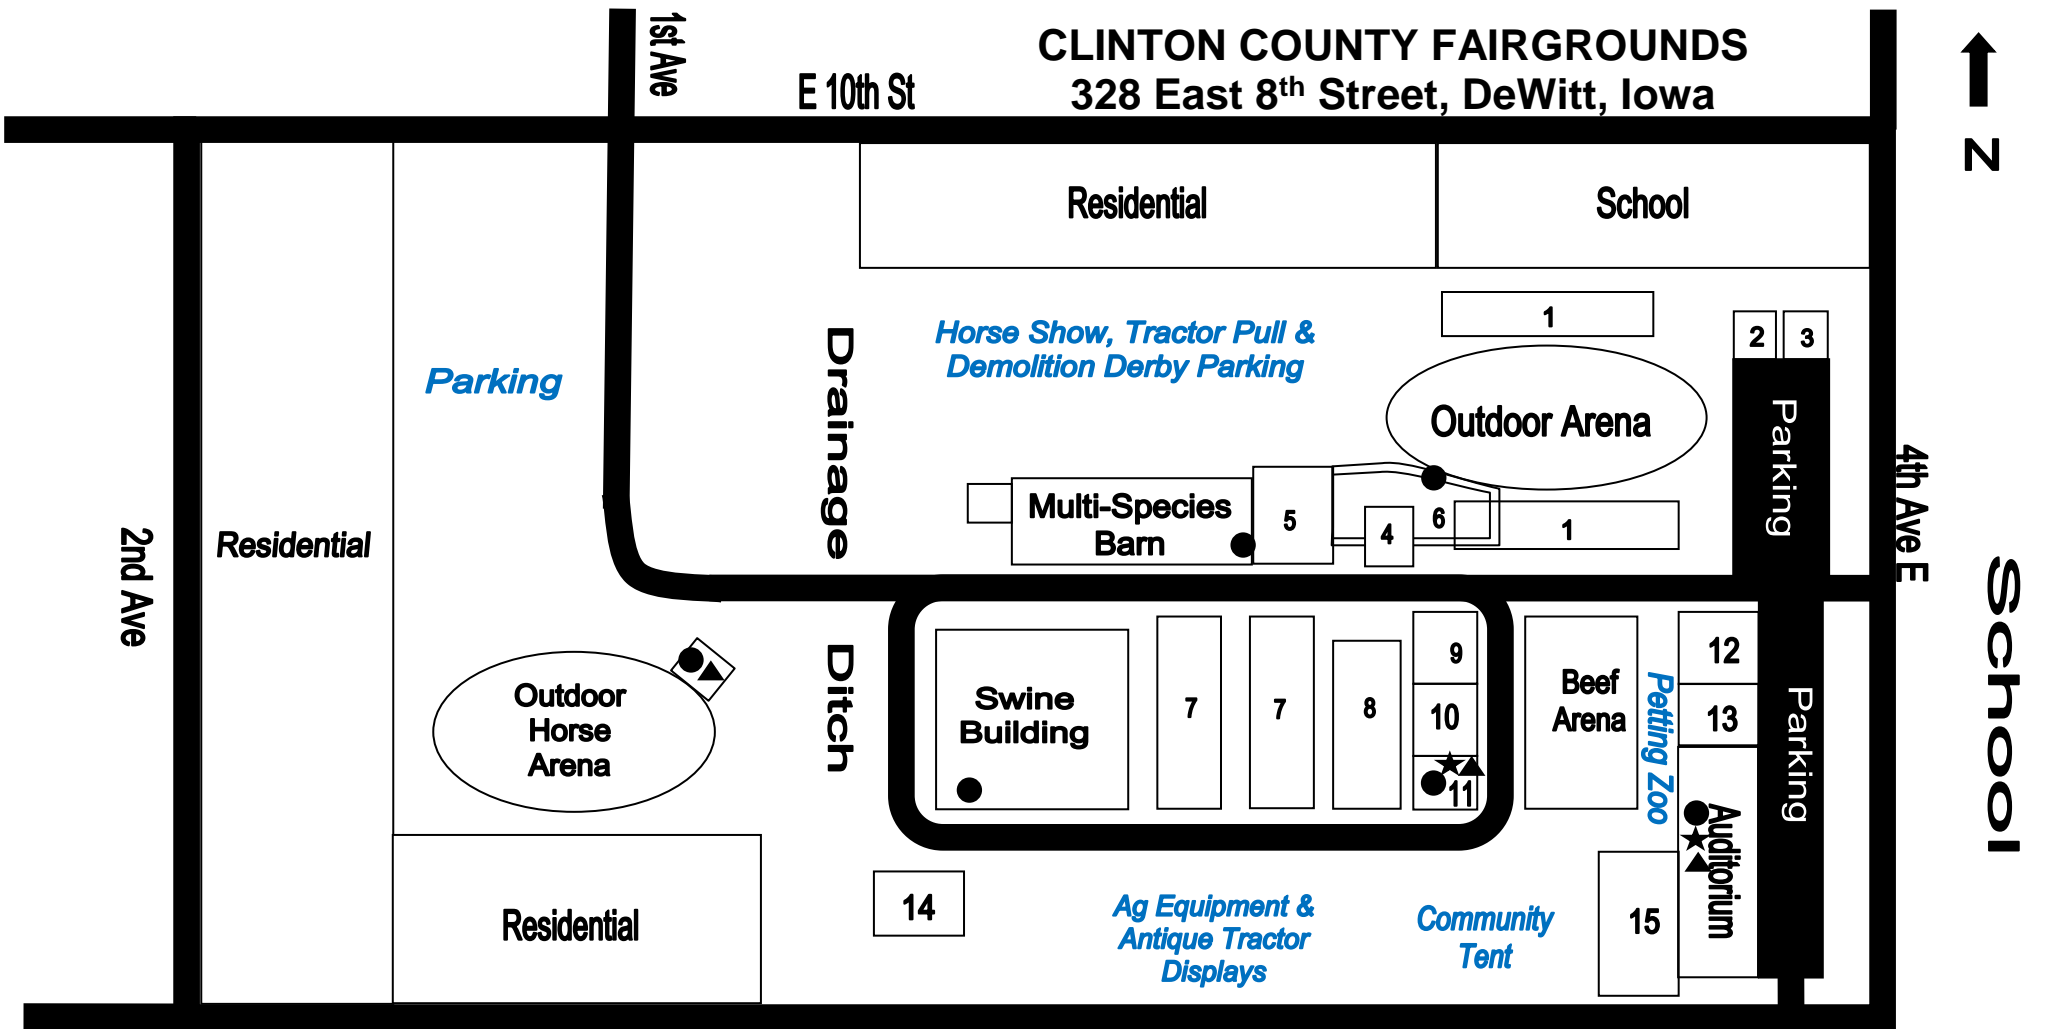 CLINTON COUNTY FAIRGROUNDS
328 East 8th Street, DeWitt, Iowa
1st Ave
E 10th St
N
Residential
School
1
2
3
Horse Show, Tractor Pull &
Demolition Derby Parking
Parking
Drainage
Outdoor Arena
Parking
4th Ave E
Multi-Species
Barn
5
4
6
1
2nd Ave
Residential
School
Outdoor
Horse
Arena
Ditch
Swine
Building
7
7
8
9
10
11
Beef
Arena
Petting Zoo
12
13
Parking
Auditorium
Residential
14
Ag Equipment &
Antique Tractor
Displays
Community
Tent
15